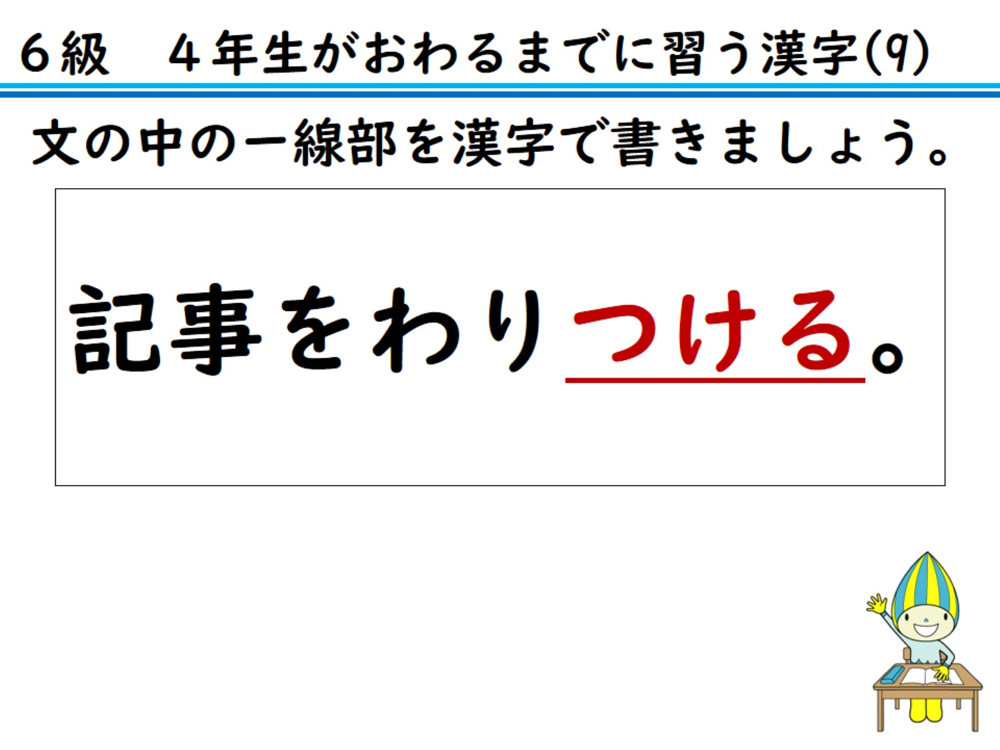 ６級　４年生がおわるまでに習う漢字(9)
文の中の―線部を漢字で書きましょう。
記事をわりつける。